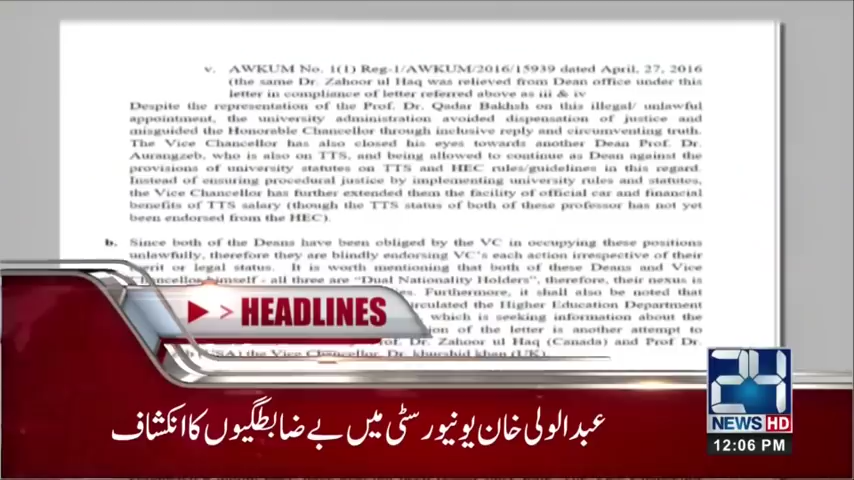 v. AWKUM No. 1(1) Reg-1/AWKUM/2016/15939 dated April, 27, 2016
(the same Dr. Zahoor ul Haq was relieved from Dean office under this
letter in compliance of letter referred above as iii & iv
Despite the representation of the Prof. Dr. Qadar Bakhsh on this illegal/ unlawful
appointment, the university administration avoided dispensation of justice and
misguided the Honorable Chancellor through inclusive reply and circumventing truth.
The Vice Chancellor has also closed his eyes towards another Dean Prof. Dr.
Aurangzeb, who is also on TTS, and being allowed to continue as Dean against the
provisions of university statutes on TTS and HEC rules/guidelines in this regard.
Instead of ensuring procedural justice by implementing university rules and statutes,
the Vice Chancellor has further extended them the facility of official car and financial
benefits of TTS salary (though the TTS status of both of these professor has not yet
been endorsed from the HEC).
b. Since both of the Deans have been obliged by the VC in occupying these positions
unlawfully, therefore they are blindly endorsing VC's each action irrespective of their
merit or legal status. It is worth mentioning that both of these Deans and Vice
Chancellor himself - all three are "Dual Nationality Holders", therefore, their nexus is
Furthermore, it shall also be noted that
circulated the Higher Education Department
which is seeking information about the
of the letter is another attempt to
Prof. Dr. Zahoor ul Haq (Canada) and Prof Dr.
(USA) the Vice Chancellor, Dr. khurshid khan (UK).
HEADLINES
عبدالولی خان یونیورسٹی میں بے ضابطگیوں کا انکشاف
24
NEWS HD
12:06 PM